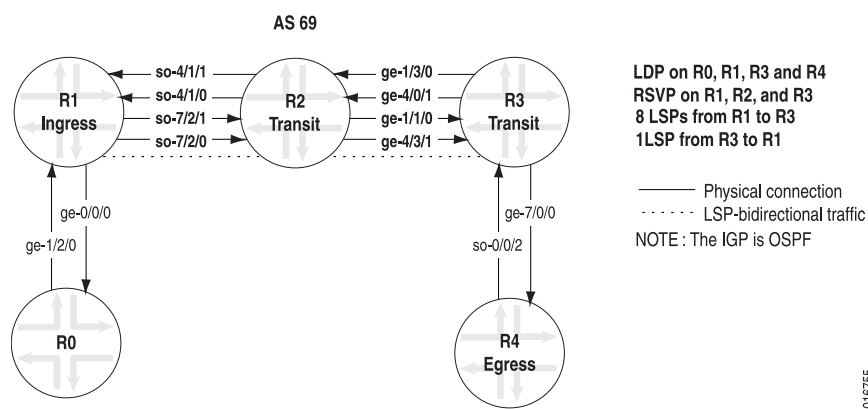 AS 69
R1
Ingress
so-4/1/1
so-4/1/0
so-7/2/1
so-7/2/0
R2
Transit
ge-1/3/0
ge-4/0/1
ge-1/1/0
ge-4/3/1
R3
Transit
LDP on R0, R1, R3 and R4
RSVP on R1, R2, and R3
8 LSPs from R1 to R3
1LSP from R3 to R1
Physical connection
LSP-bidirectional traffic
NOTE : The IGP is OSPF
ge-0/0/0
ge-1/2/0
ge-7/0/0
so-0/0/2
R0
R4
Egress
016755